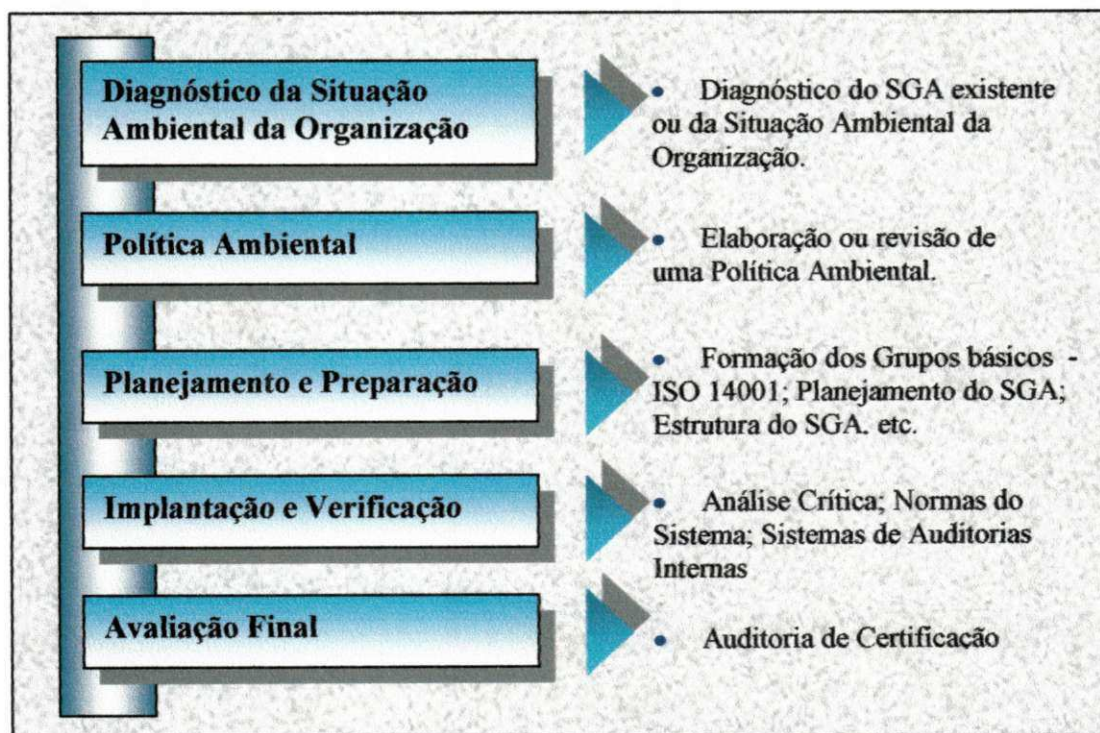 Diagnóstico da Situação
Ambiental da Organização
• Diagnóstico do SGA existente
ou da Situação Ambiental da
Organização.
Política Ambiental
• Elaboração ou revisão de
uma Política Ambiental.
Planejamento e Preparação
• Formação dos Grupos básicos -
ISO 14001; Planejamento do SGA;
Estrutura do SGA. etc.
Implantação e Verificação
• Análise Crítica; Normas do
Sistema; Sistemas de Auditorias
Internas
Avaliação Final
• Auditoria de Certificação